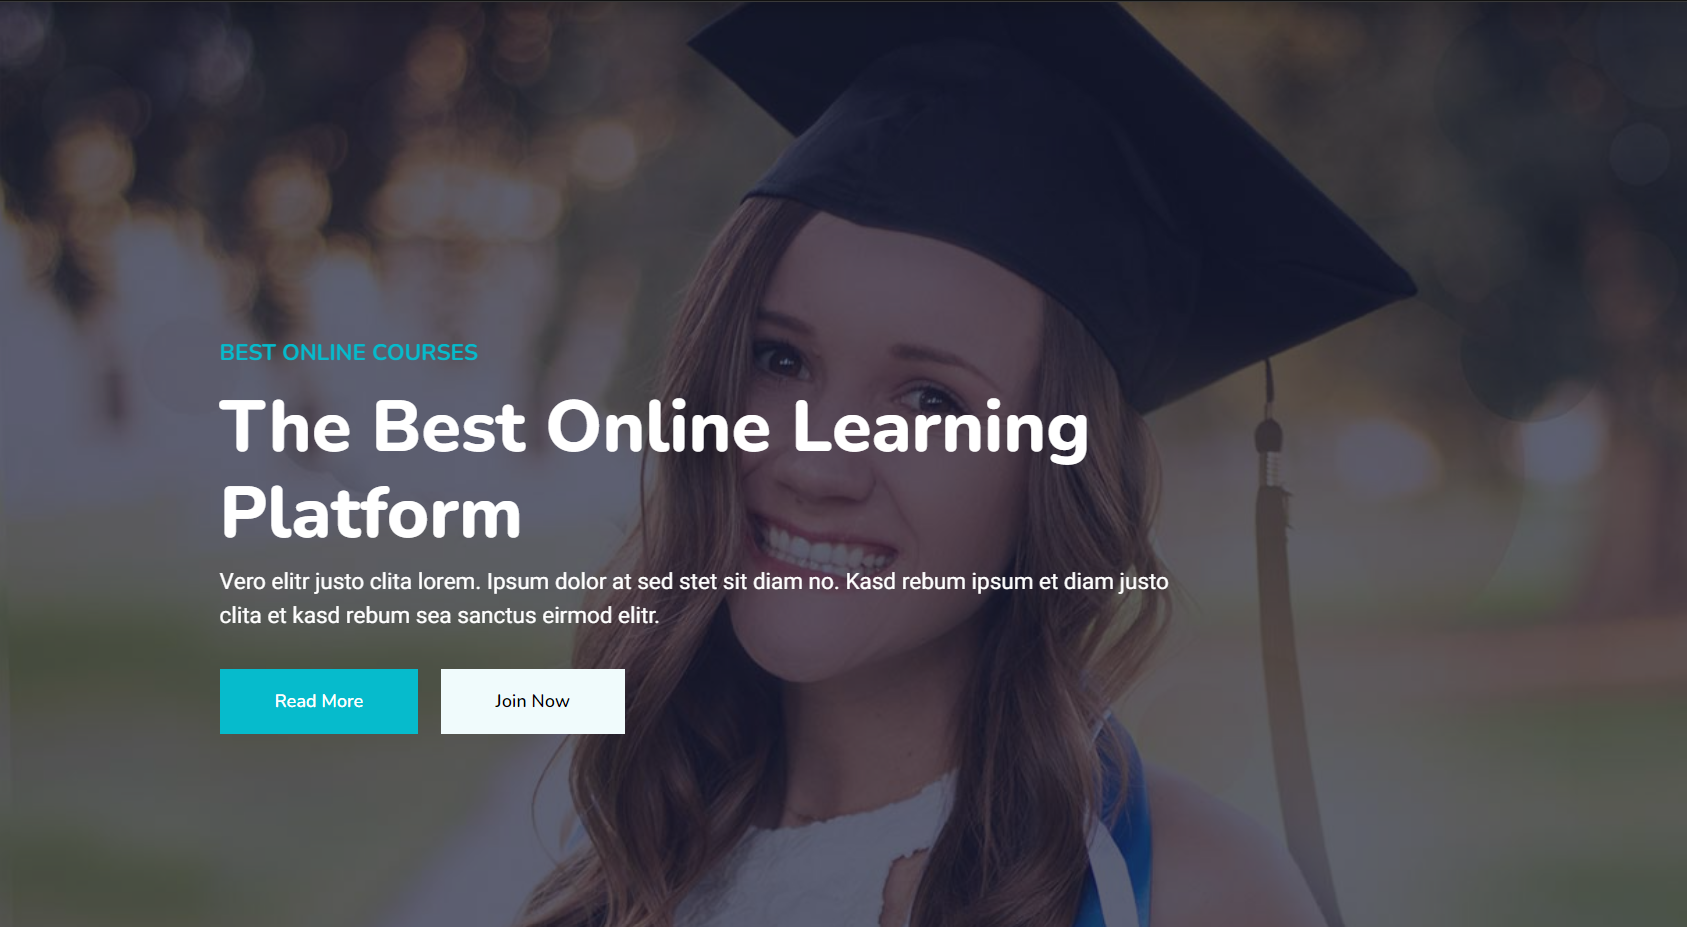 BEST ONLINE COURSES
The Best Online Learning
Platform
Vero elitr justo clita lorem. Ipsum dolor at sed stet sit diam no. Kasd rebum ipsum et diam justo
clita et kasd rebum sea sanctus eirmod elitr.
Read More
Join Now